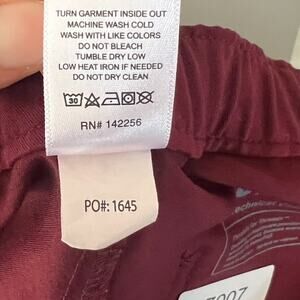 TURN GARMENT INSIDE OUT
MACHINE WASH COLD
WASH WITH LIKE COLORS
DO NOT BLEACH
TUMBLE DRY LOW
LOW HEAT IRON IF NEEDED
DO NOT DRY CLEAN
30
RN# 142256
PO#: 1645